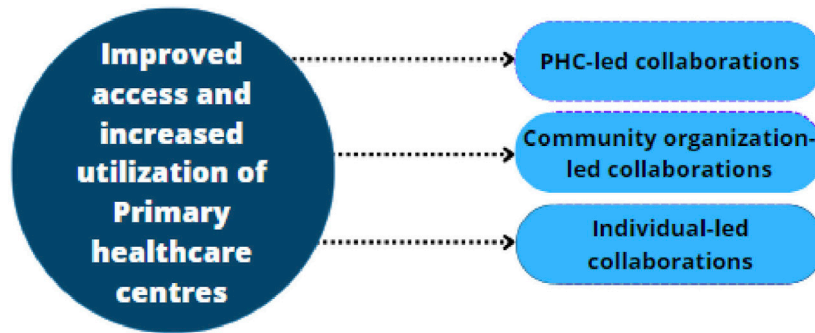 Improved
access and
increased
utilization of
Primary
healthcare
centres
PHC-led collaborations
Community organization-
led collaborations
Individual-led
collaborations